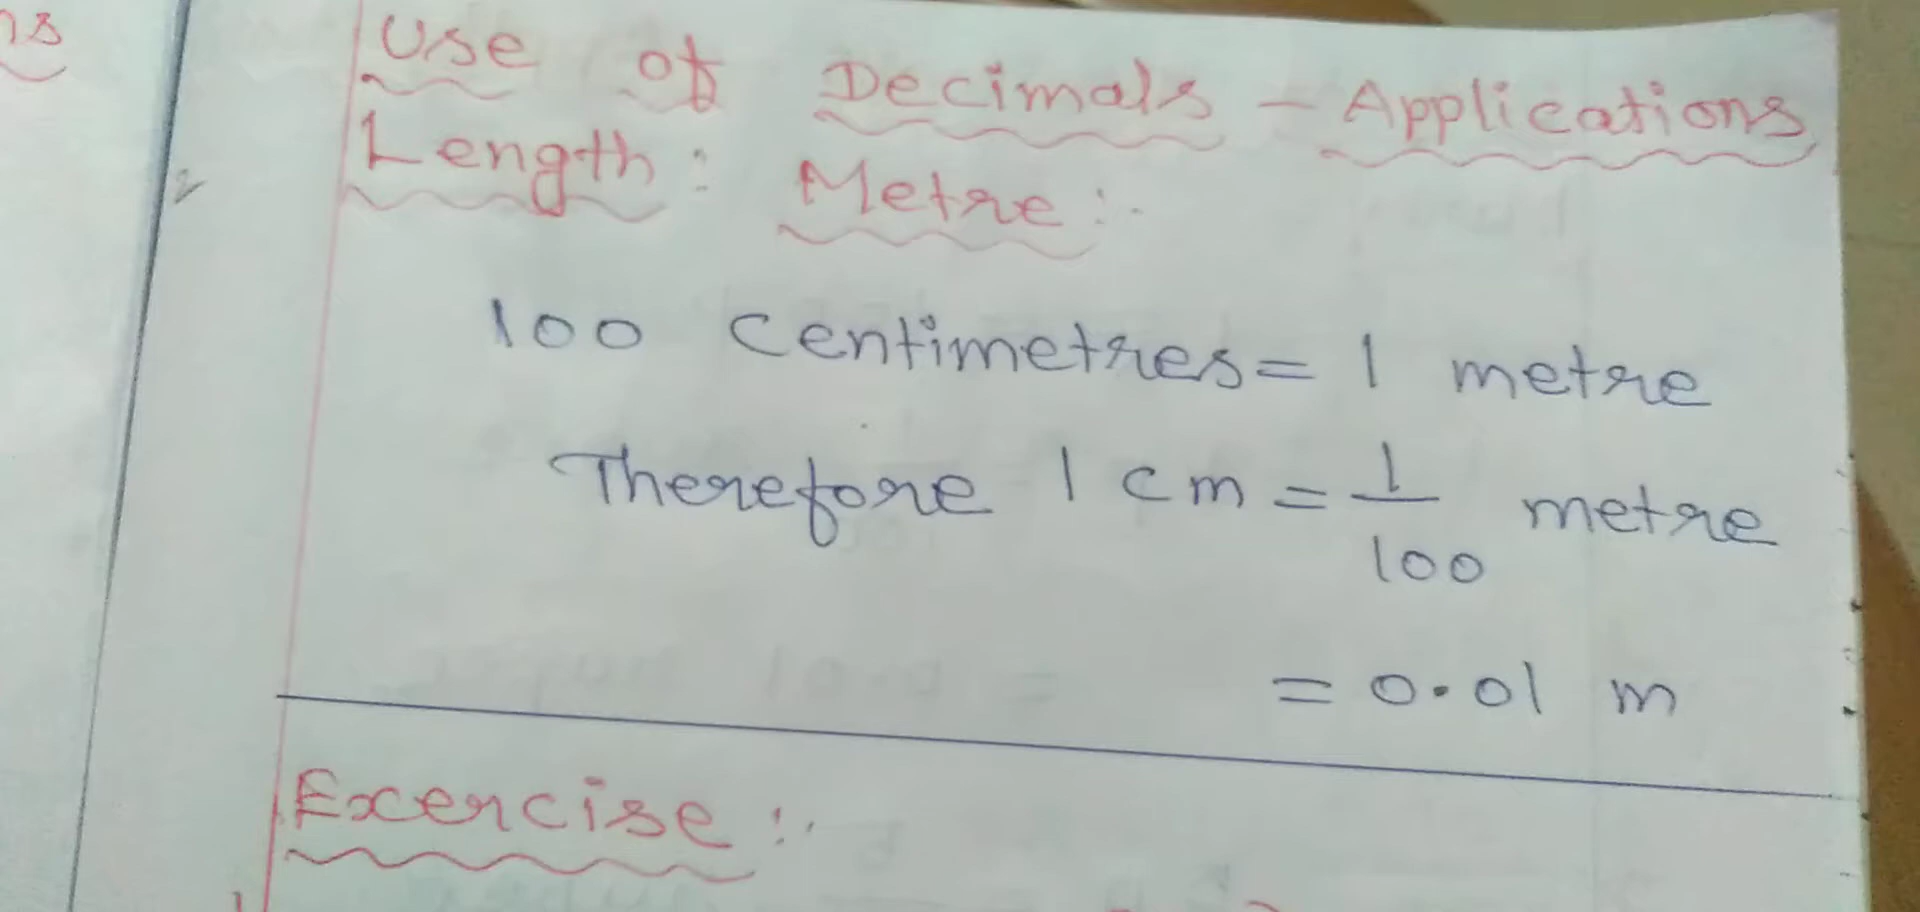 Use of Decimals - Applications
Length: Metre:-
100 Centimetres = 1 metre
Therefore 1 cm = 1/100 metre
= 0.01 m
Exercise :-